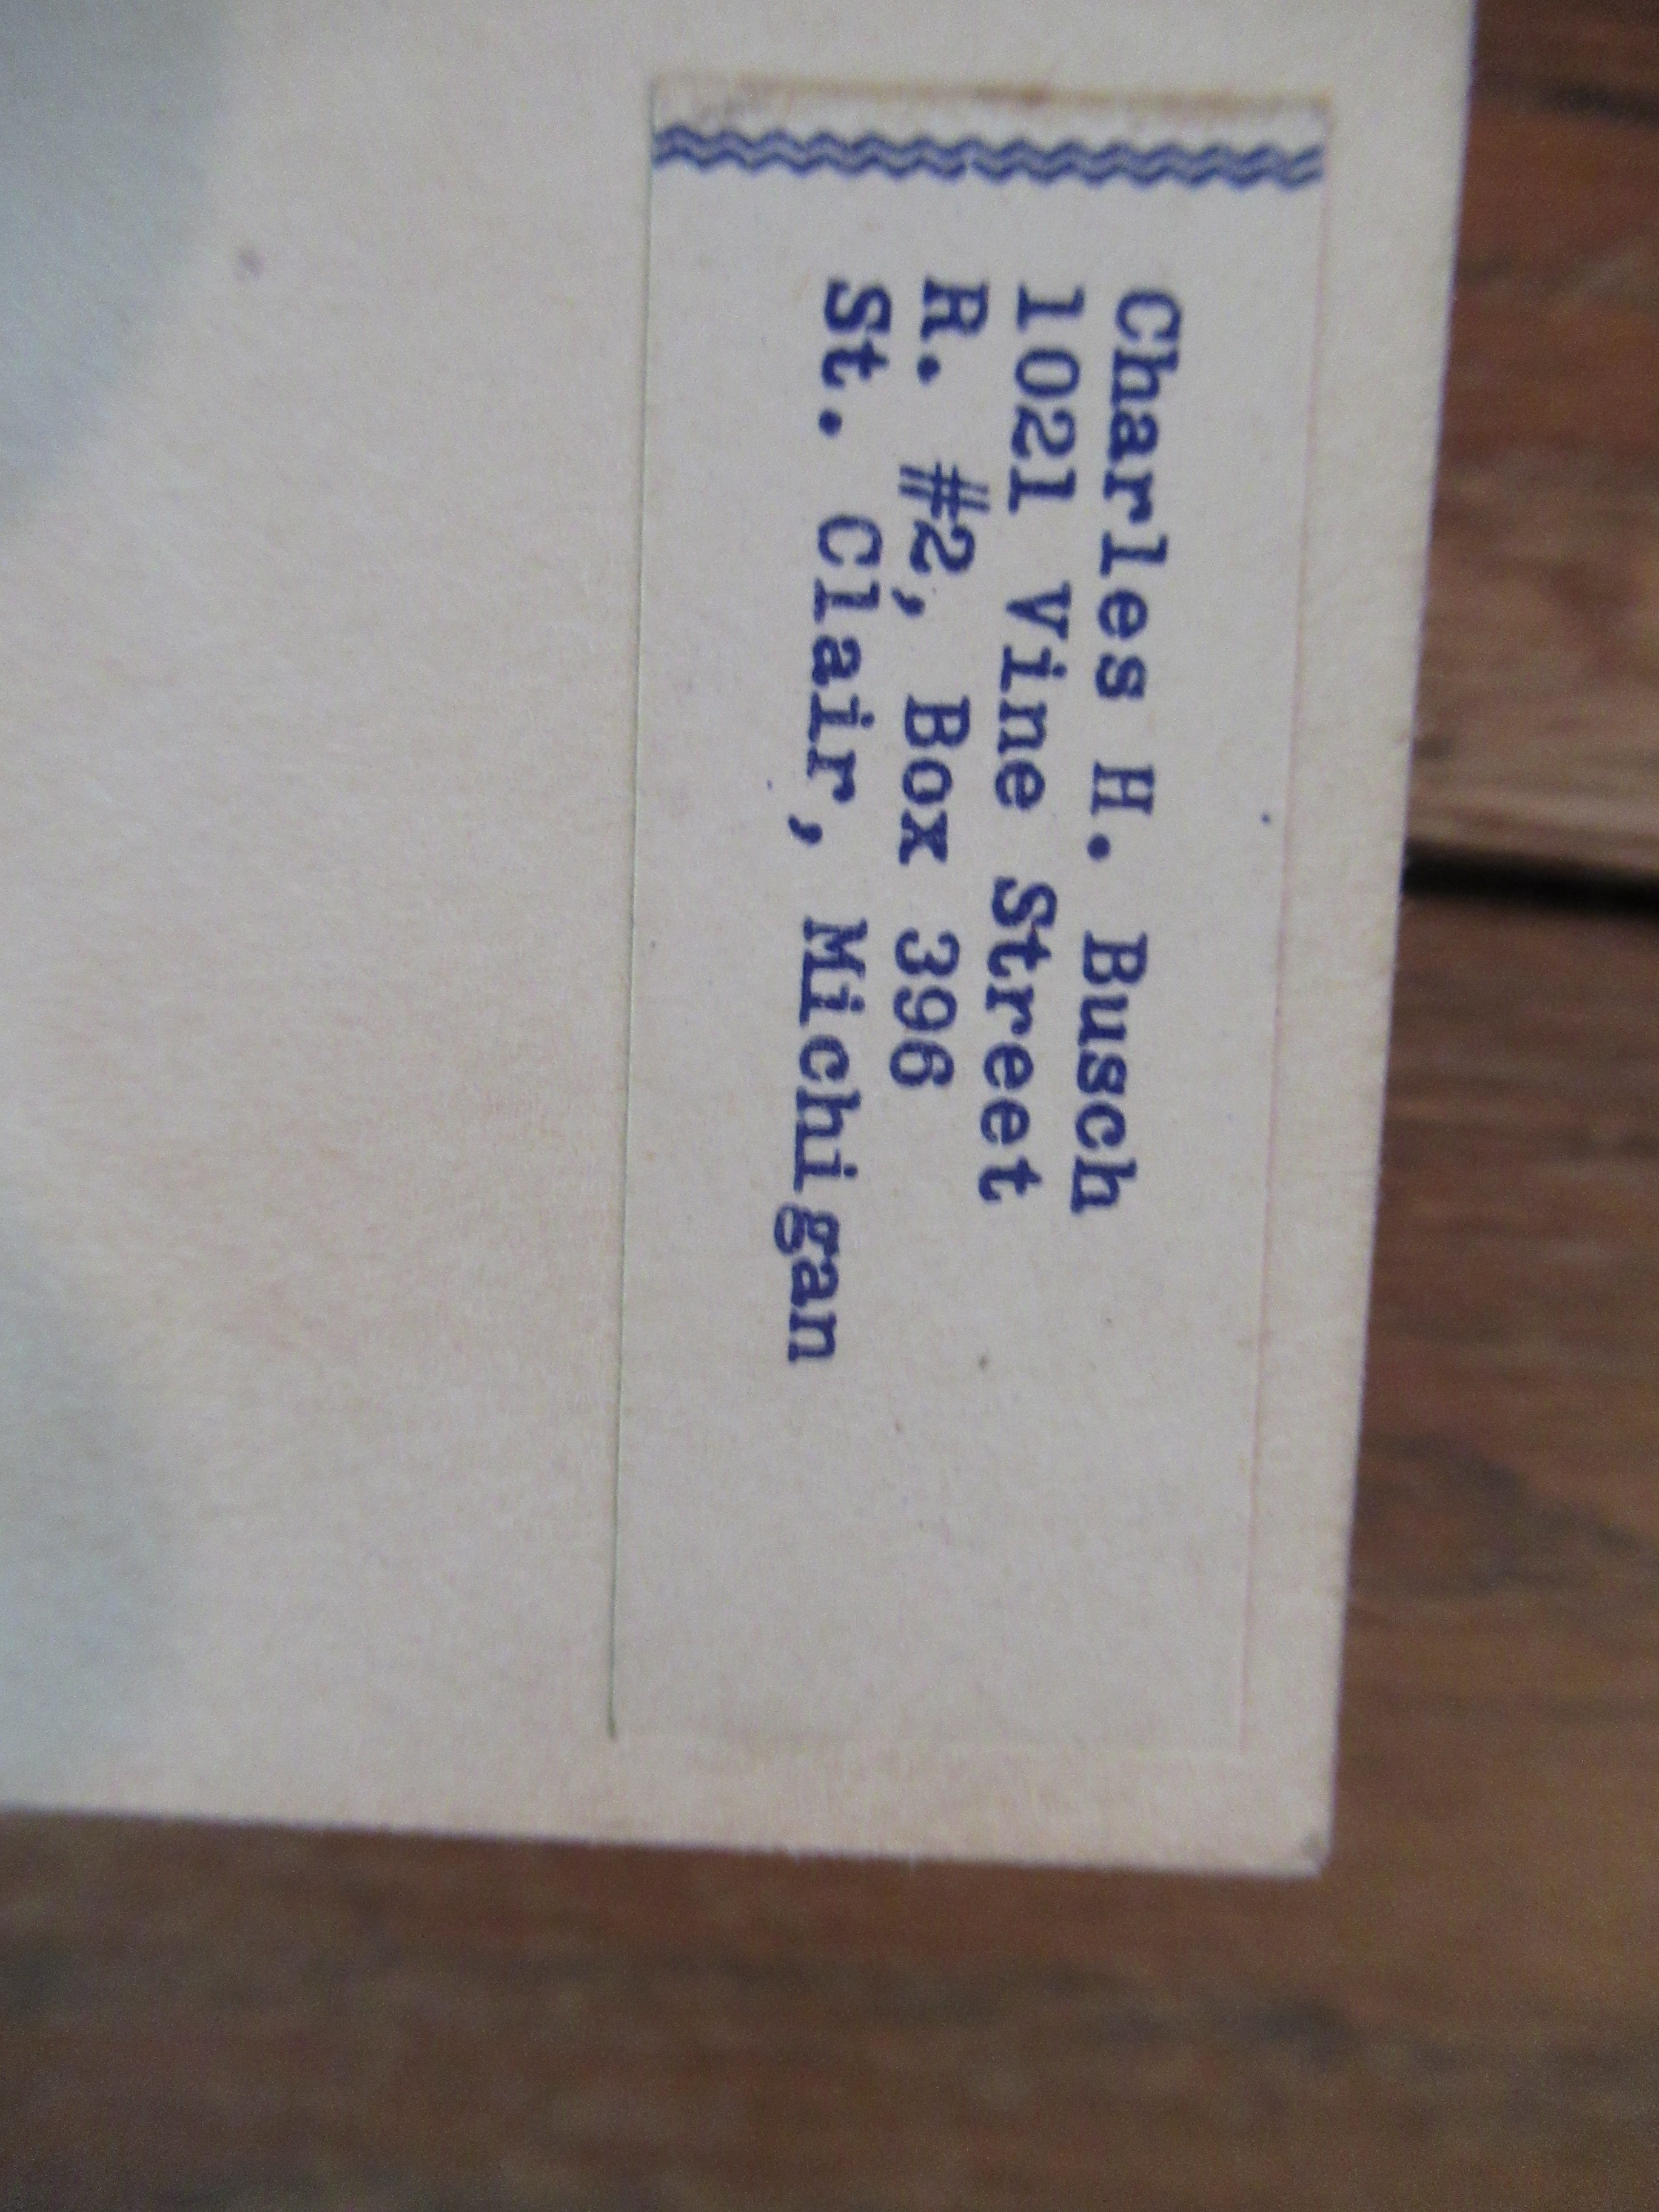 Charles H. Busch
1021 Vine Street
R. #2, Box 396
St. Clair, Michigan